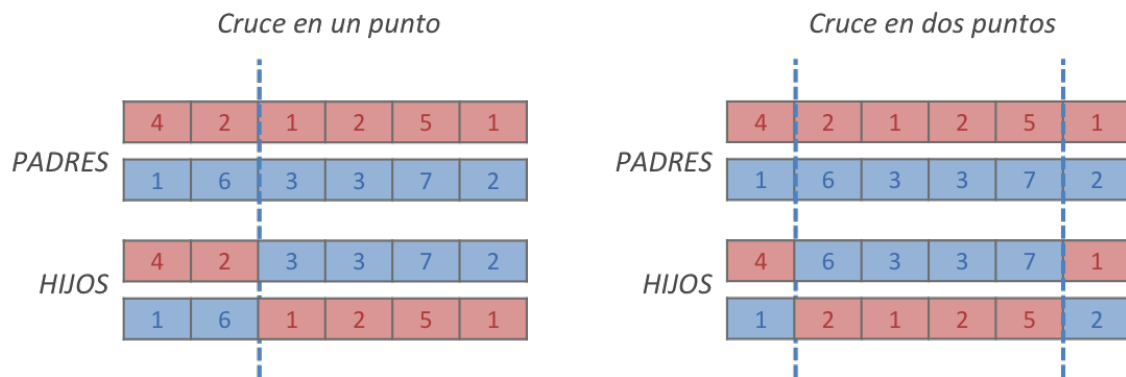 Cruce en un punto
4 2 1 2 5 1
PADRES
1 6 3 3 7 2
4 2 3 3 7 2
HIJOS
1 6 1 2 5 1
Cruce en dos puntos
4 2 1 2 5 1
PADRES
1 6 3 3 7 2
4 6 3 3 7 1
HIJOS
1 2 1 2 5 2